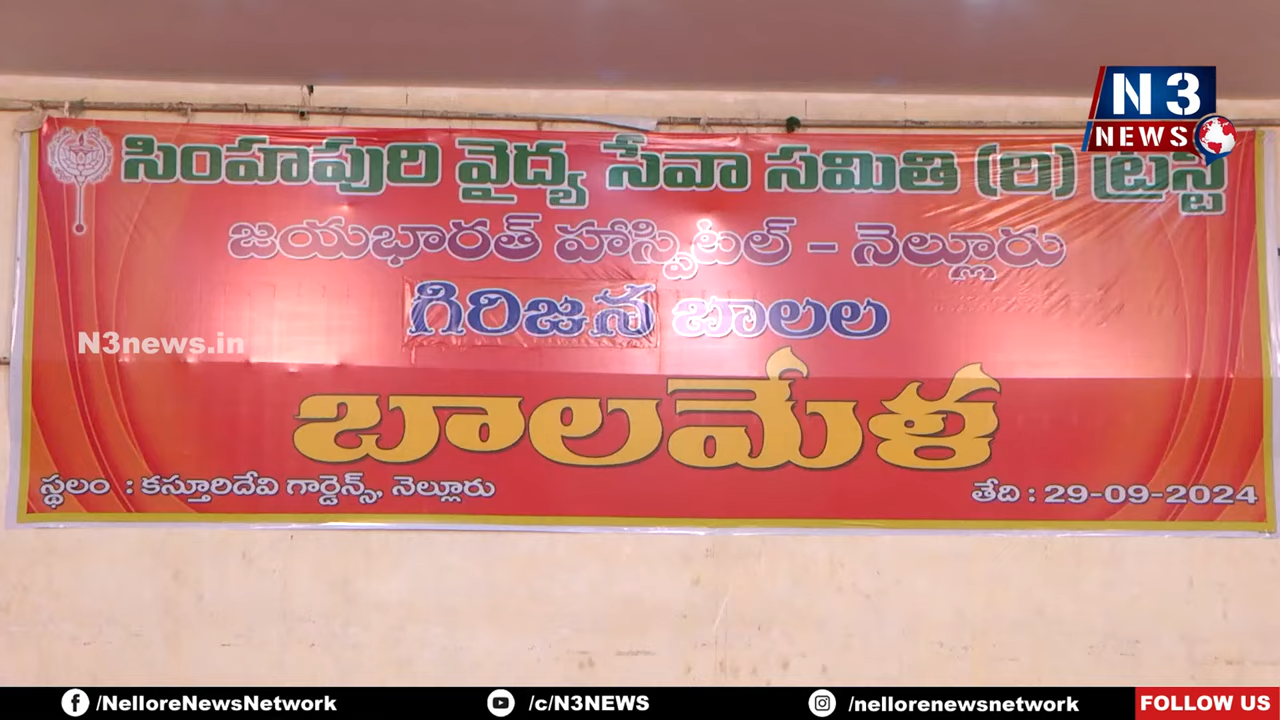 N3
NEWS
సింహపురి వైద్య సేవా సమితి (రి) ట్రస్ట్
జయభారత్ హాస్పిటల్ - నెల్లూరు
గిరిజన బాలల
N3news.in
బాలమేళ
స్థలం : కస్తూరిదేవి గార్డెన్స్, నెల్లూరు
తేది : 29-09-2024
/NelloreNewsNetwork
/c/N3NEWS
/nellorenewsnetwork
FOLLOW US